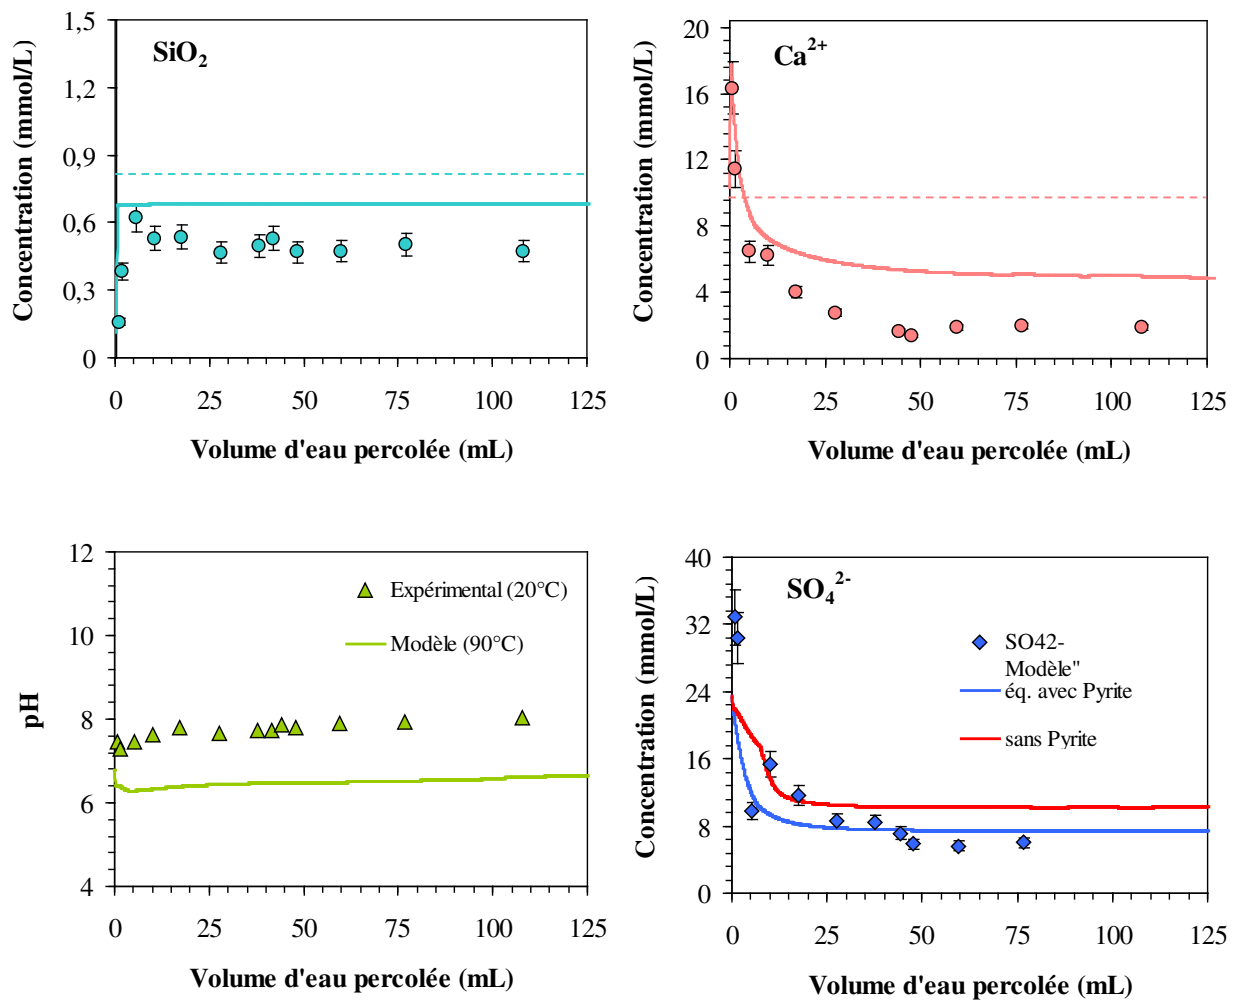 SiO2
Concentration (mmol/L)
1,5
1,2
0,9
0,6
0,3
0
0 25 50 75 100 125
Volume d'eau percolée (mL)
Ca2+
Concentration (mmol/L)
20
16
12
8
4
0
0 25 50 75 100 125
Volume d'eau percolée (mL)
pH
12
10
8
6
4
Expérimental (20°C)
Modèle (90°C)
0 25 50 75 100 125
Volume d'eau percolée (mL)
SO42-
Concentration (mmol/L)
40
32
24
16
8
0
SO42-
Modèle"
éq. avec Pyrite
sans Pyrite
0 25 50 75 100 125
Volume d'eau percolée (mL)